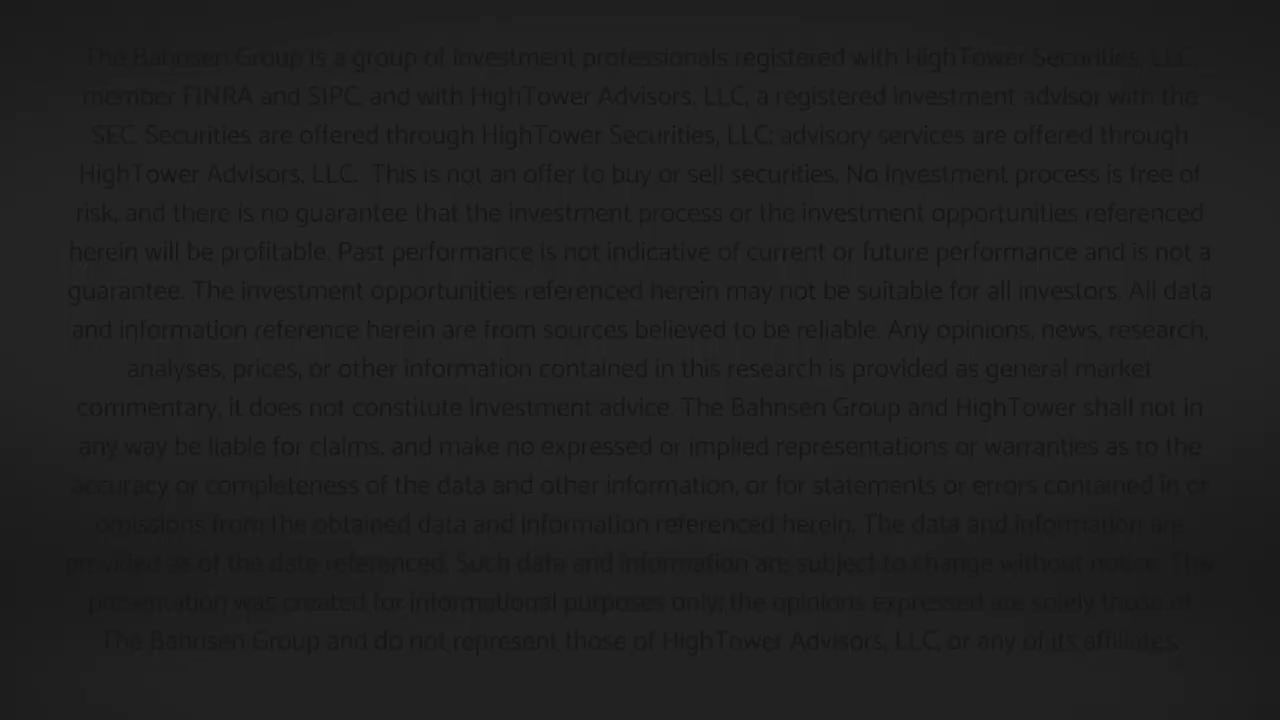 The Bahnsen Group is a group of investment professionals registered with HighTower Securities, LLC,
member FINRA and SIPC, and with HighTower Advisors, LLC, a registered investment advisor with the
SEC. Securities are offered through HighTower Securities, LLC; advisory services are offered through
HighTower Advisors, LLC. This is not an offer to buy or sell securities. No investment process is free of
risk, and there is no guarantee that the investment process or the investment opportunities referenced
herein will be profitable. Past performance is not indicative of current or future performance and is not a
guarantee. The investment opportunities referenced herein may not be suitable for all investors. All data
and information reference herein are from sources believed to be reliable. Any opinions, news, research,
analyses, prices, or other information contained in this research is provided as general market
commentary, it does not constitute investment advice. The Bahnsen Group and HighTower shall not in
any way be liable for claims, and make no expressed or implied representations or warranties as to the
accuracy or completeness of the data and other information, or for statements or errors contained in or
omissions from the obtained data and information referenced herein. The data and information are
provided as of the date referenced. Such data and information are subject to change without notice. This
presentation was created for informational purposes only; the opinions expressed are solely those of
The Bahnsen Group and do not represent those of HighTower Advisors, LLC, or any of its affiliates.